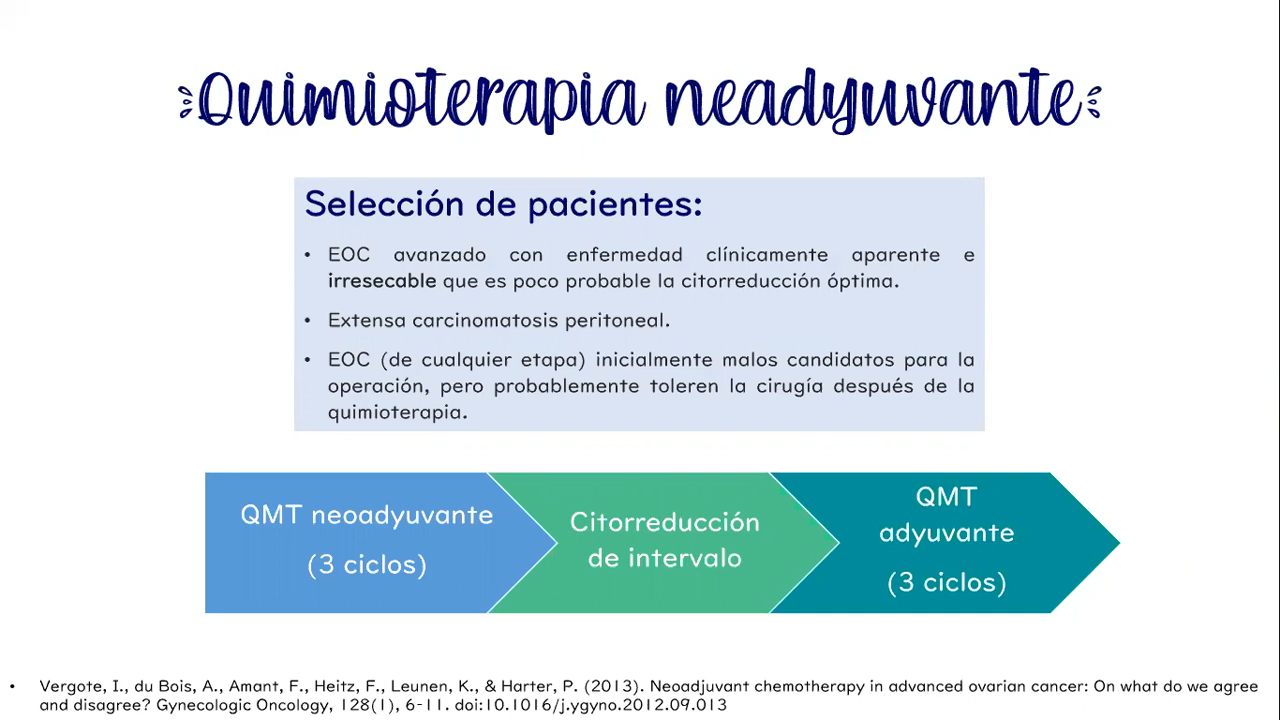 Quimioterapia neadyuvante
Selección de pacientes:
• EOC avanzado con enfermedad clínicamente aparente e
irresecable que es poco probable la citorreducción óptima.
• Extensa carcinomatosis peritoneal.
• EOC (de cualquier etapa) inicialmente malos candidatos para la
operación, pero probablemente toleren la cirugía después de la
quimioterapia.
QMT neoadyuvante
(3 ciclos)
Citorreducción
de intervalo
QMT
adyuvante
(3 ciclos)
• Vergote, I., du Bois, A., Amant, F., Heitz, F., Leunen, K., & Harter, P. (2013). Neoadjuvant chemotherapy in advanced ovarian cancer: On what do we agree
and disagree? Gynecologic Oncology, 128(1), 6-11. doi:10.1016/j.ygyno.2012.09.013